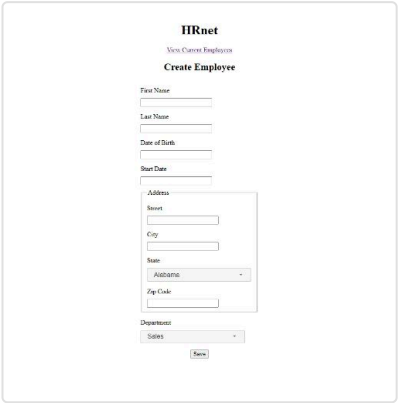 HRnet
View Current Employees
Create Employee
First Name
Last Name
Date of Birth
Start Date
Address
Street
City
State
Alabama
Zip Code
Department
Sales
Save